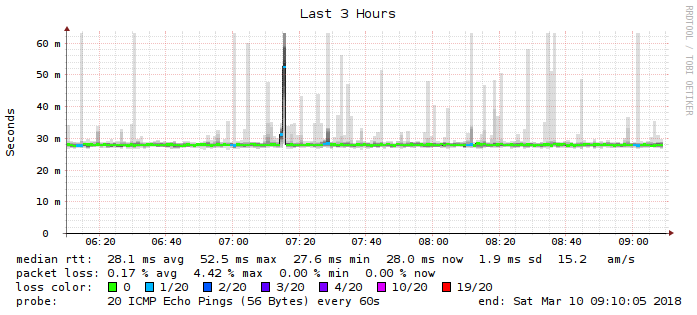 Last 3 Hours
RRDTOOL / TOBI OETIKER
Seconds
60 m
50 m
40 m
30 m
20 m
10 m
0
06:20 06:40 07:00 07:20 07:40 08:00 08:20 08:40 09:00
median rtt: 28.1 ms avg 52.5 ms max 27.6 ms min 28.0 ms now 1.9 ms sd 15.2 am/s
packet loss: 0.17 % avg 4.42 % max 0.00 % min 0.00 % now
loss color: 0 1/20 2/20 3/20 4/20 10/20 19/20
probe: 20 ICMP Echo Pings (56 Bytes) every 60s end: Sat Mar 10 09:10:05 2018